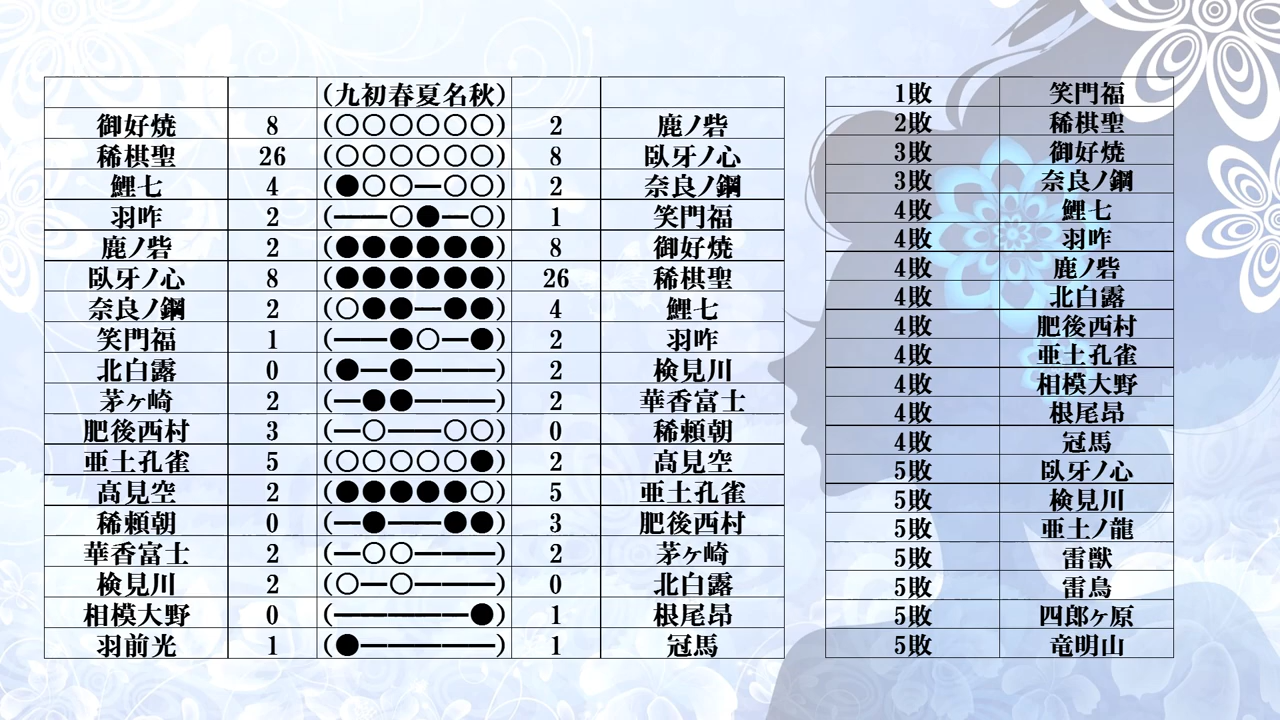 （九初春夏名秋）
御好焼 8 （○○○○○○） 2 鹿ノ砦
稀棋聖 26 （○○○○○○） 8 臥牙ノ心
鯉七 4 （●○○―○○） 2 奈良ノ鋼
羽咋 2 （――○●―○） 1 笑門福
鹿ノ砦 2 （●●●●●●） 8 御好焼
臥牙ノ心 8 （●●●●●●） 26 稀棋聖
奈良ノ鋼 2 （○●●―●●） 4 鯉七
笑門福 1 （――●○―●） 2 羽咋
北白露 0 （●―●―――） 2 検見川
茅ヶ崎 2 （―●●―――） 2 華香富士
肥後西村 3 （―○――○○） 0 稀頼朝
亜土孔雀 5 （○○○○○●） 2 高見空
高見空 2 （●●●●●○） 5 亜土孔雀
稀頼朝 0 （―●――●●） 3 肥後西村
華香富士 2 （―○○―――） 2 茅ヶ崎
検見川 2 （○―○―――） 0 北白露
相模大野 0 （―――――●） 1 根尾昂
羽前光 1 （●―――――） 1 冠馬
1敗 笑門福
2敗 稀棋聖
3敗 御好焼
3敗 奈良ノ鋼
4敗 鯉七
4敗 羽咋
4敗 鹿ノ砦
4敗 北白露
4敗 肥後西村
4敗 亜土孔雀
4敗 相模大野
4敗 根尾昂
4敗 冠馬
5敗 臥牙ノ心
5敗 検見川
5敗 亜土ノ龍
5敗 雷獣
5敗 雷鳥
5敗 四郎ヶ原
5敗 竜明山